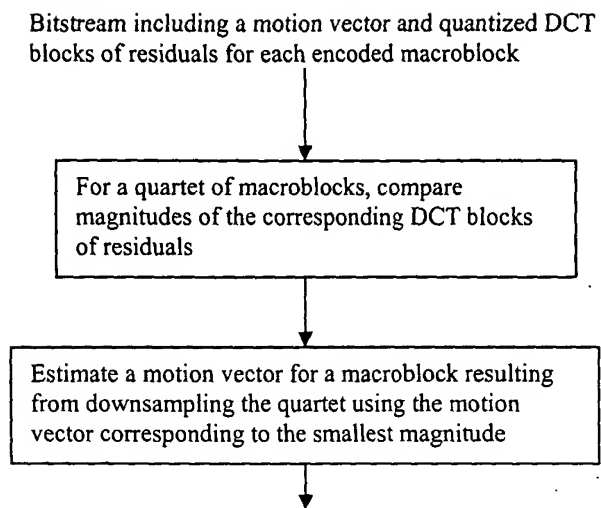 Bitstream including a motion vector and quantized DCT
blocks of residuals for each encoded macroblock
For a quartet of macroblocks, compare
magnitudes of the corresponding DCT blocks
of residuals
Estimate a motion vector for a macroblock resulting
from downsampling the quartet using the motion
vector corresponding to the smallest magnitude